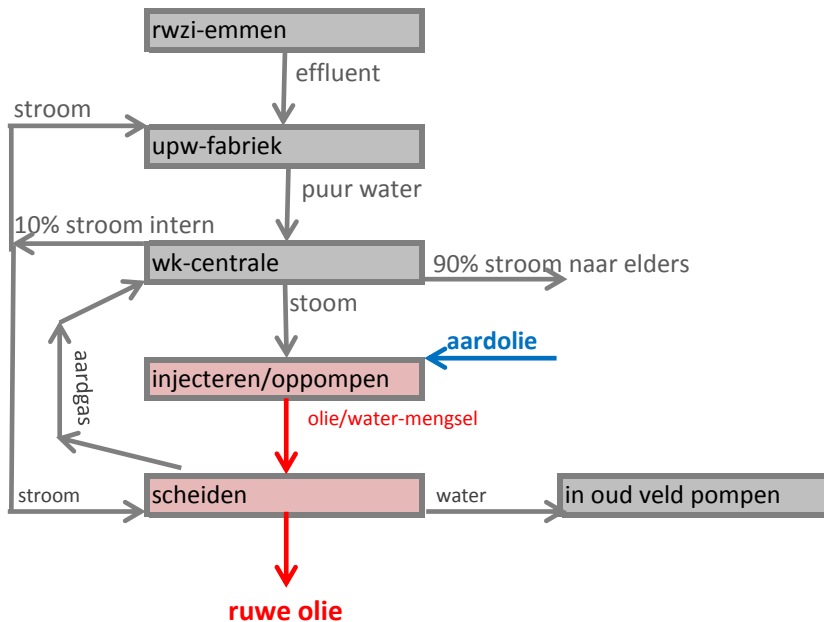 rwzi-emmen
effluent
stroom
upw-fabriek
puur water
10% stroom intern
wk-centrale
90% stroom naar elders
stoom
aardolie
aardgas
injecteren/oppompen
olie/water-mengsel
stroom
scheiden
water
in oud veld pompen
ruwe olie